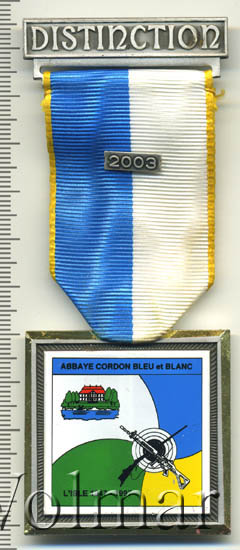 DISTINCTION
2003
ABBAYE CORDON BLEU et BLANC
L'ISLE
Volmar